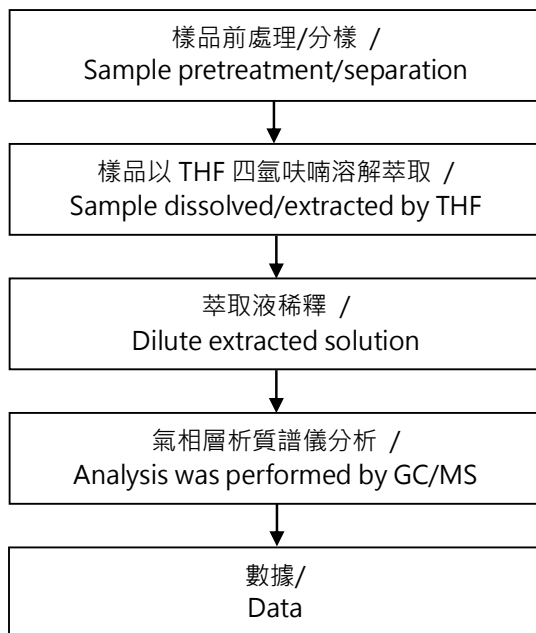 樣品前處理/分樣 /
Sample pretreatment/separation
樣品以 THF 四氫呋喃溶解萃取 /
Sample dissolved/extracted by THF
萃取液稀釋 /
Dilute extracted solution
氣相層析質譜儀分析 /
Analysis was performed by GC/MS
數據/
Data